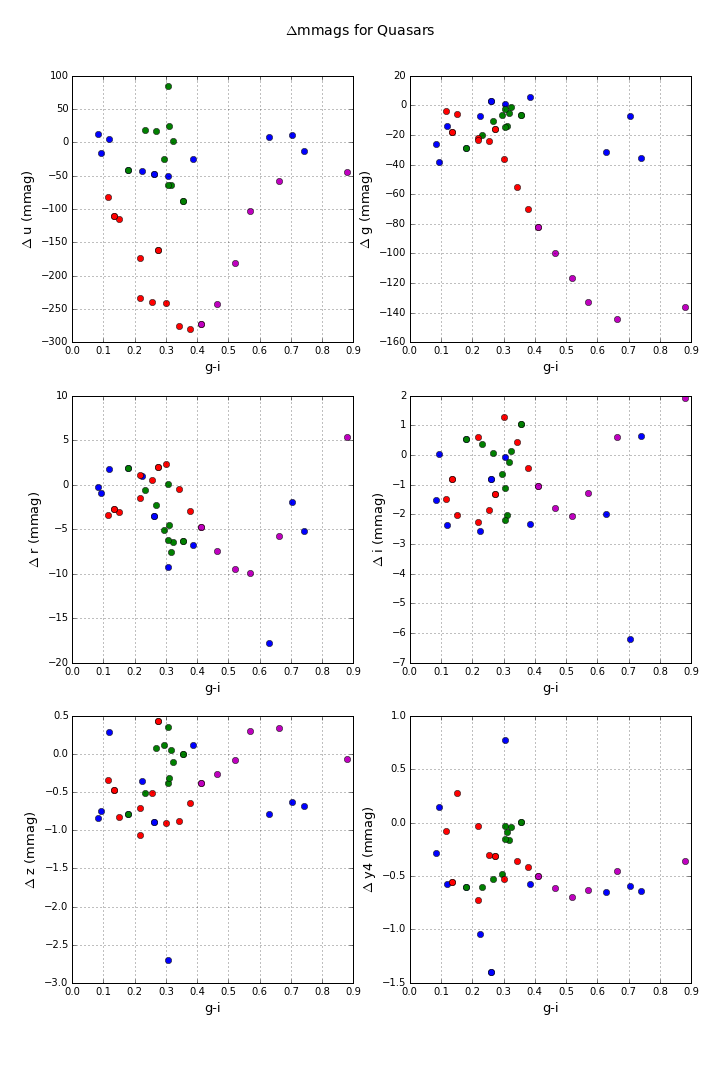 Δmmags for Quasars
100
50
0
−50
−100
−150
−200
−250
−300
Δ u (mmag)
0.0 0.1 0.2 0.3 0.4 0.5 0.6 0.7 0.8 0.9
g-i
20
0
−20
−40
−60
−80
−100
−120
−140
−160
Δ g (mmag)
0.0 0.1 0.2 0.3 0.4 0.5 0.6 0.7 0.8 0.9
g-i
10
5
0
−5
−10
−15
−20
Δ r (mmag)
0.0 0.1 0.2 0.3 0.4 0.5 0.6 0.7 0.8 0.9
g-i
2
1
0
−1
−2
−3
−4
−5
−6
−7
Δ i (mmag)
0.0 0.1 0.2 0.3 0.4 0.5 0.6 0.7 0.8 0.9
g-i
0.5
0.0
−0.5
−1.0
−1.5
−2.0
−2.5
−3.0
Δ z (mmag)
0.0 0.1 0.2 0.3 0.4 0.5 0.6 0.7 0.8 0.9
g-i
1.0
0.5
0.0
−0.5
−1.0
−1.5
Δ y4 (mmag)
0.0 0.1 0.2 0.3 0.4 0.5 0.6 0.7 0.8 0.9
g-i